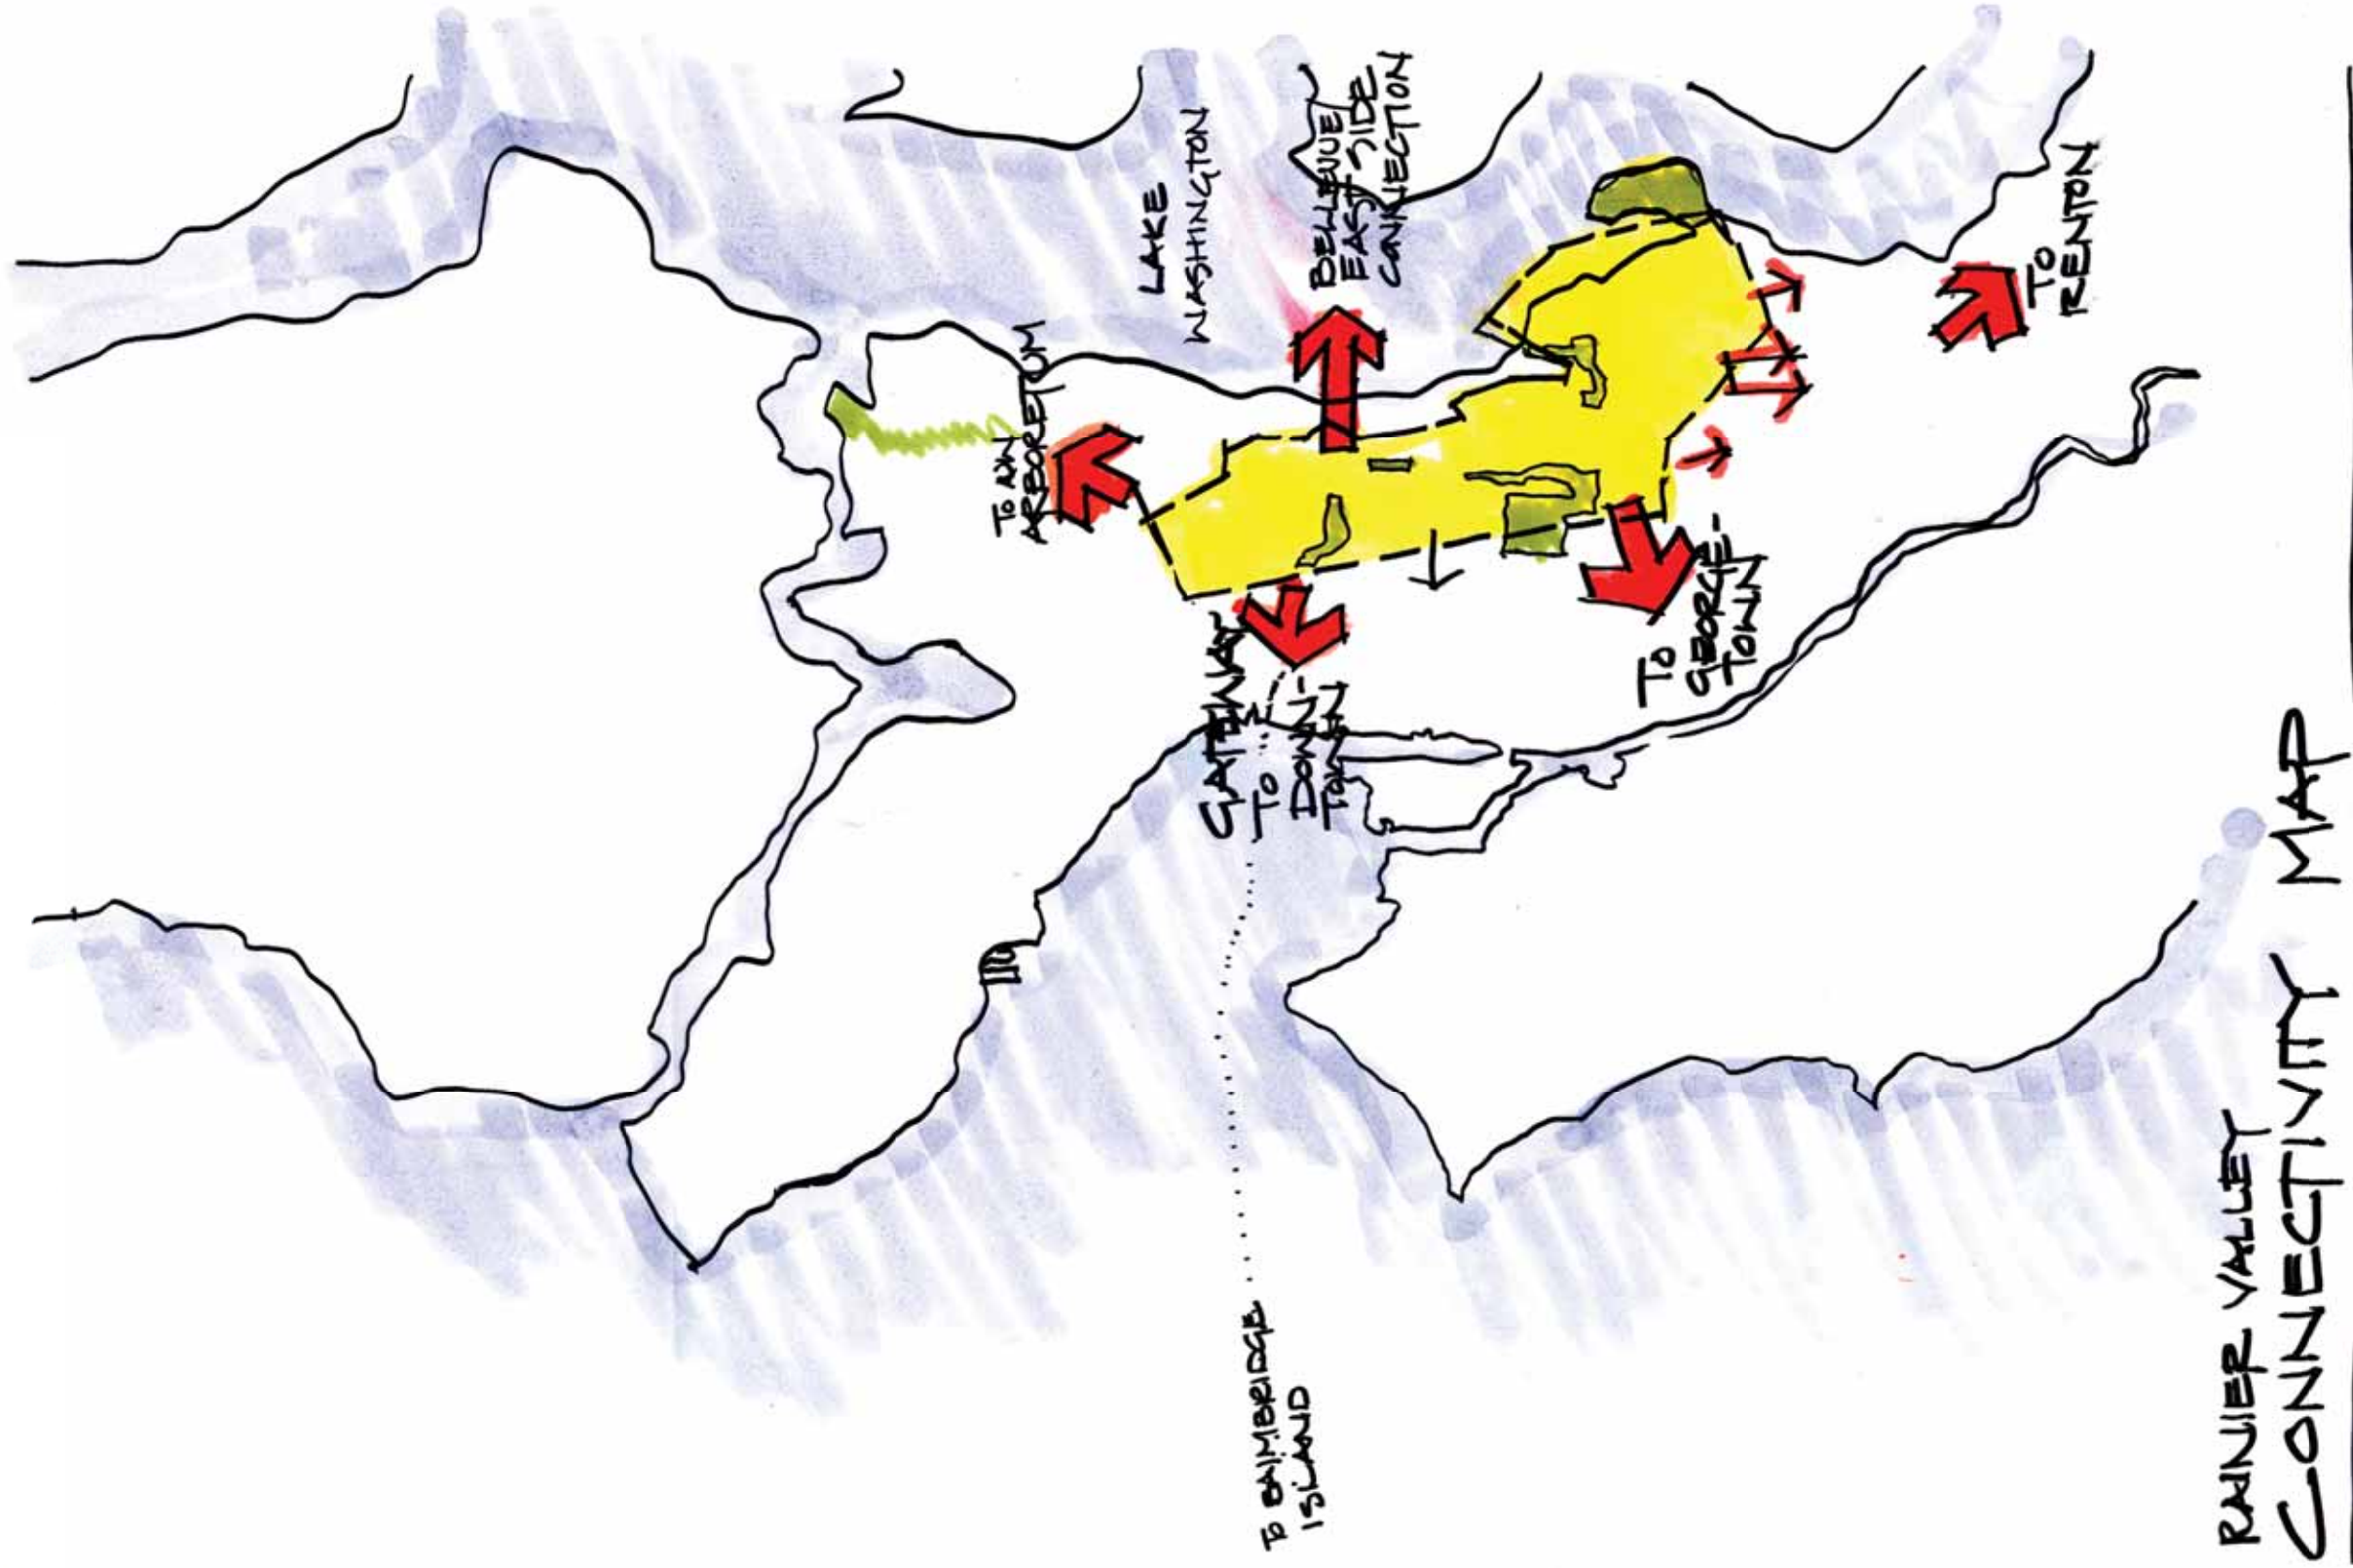 TO AN
ARBORETUM
LAKE
WASHINGTON
GATEWAY
TO
DOWN-
TOWN
BELLEVUE/
EAST SIDE
CONNECTION
TO BAIMBRIDGE
ISLAND
TO
GEORGE-
TOWN
TO
RENTON
RAINIER VALLEY
CONNECTIVITY MAP